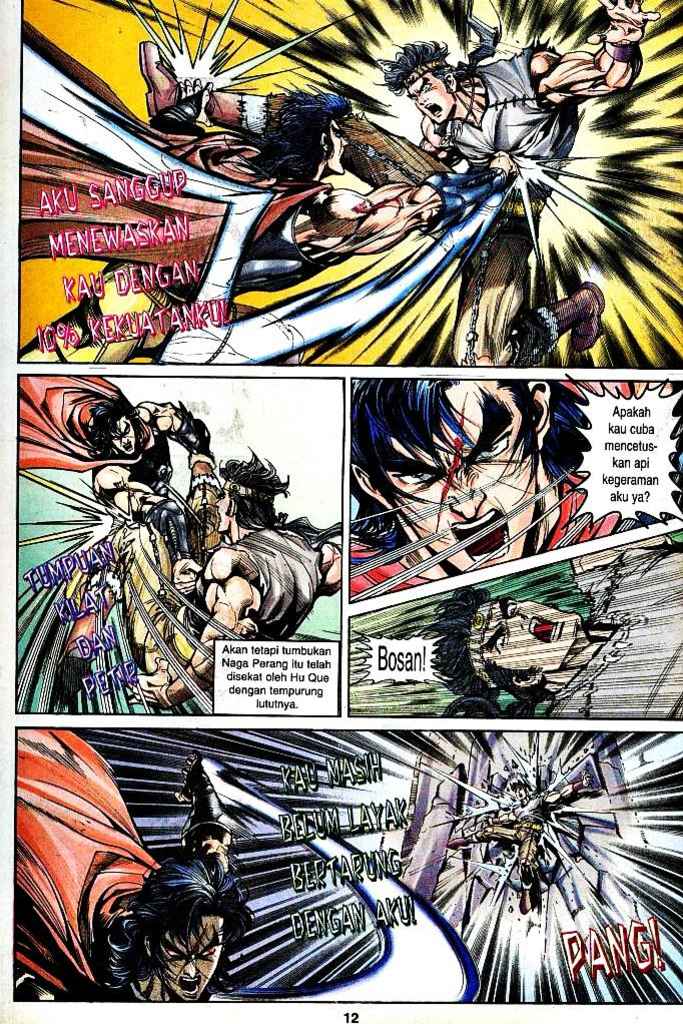 AKU SANGGUP
MENEWASKAN
KAU DENGAN
10% KEKUATANKU!
TUMPUAN
KILAT
DAN
PETIR
Akan tetapi tumbukan
Naga Perang itu telah
disekat oleh Hu Que
dengan tempurung
lututnya.
Apakah
kau cuba
mencetus-
kan api
kegeraman
aku ya?
Bosan!
KAU MASIH
BELUM LAYAK
BERTARUNG
DENGAN AKU!
PANG!
12